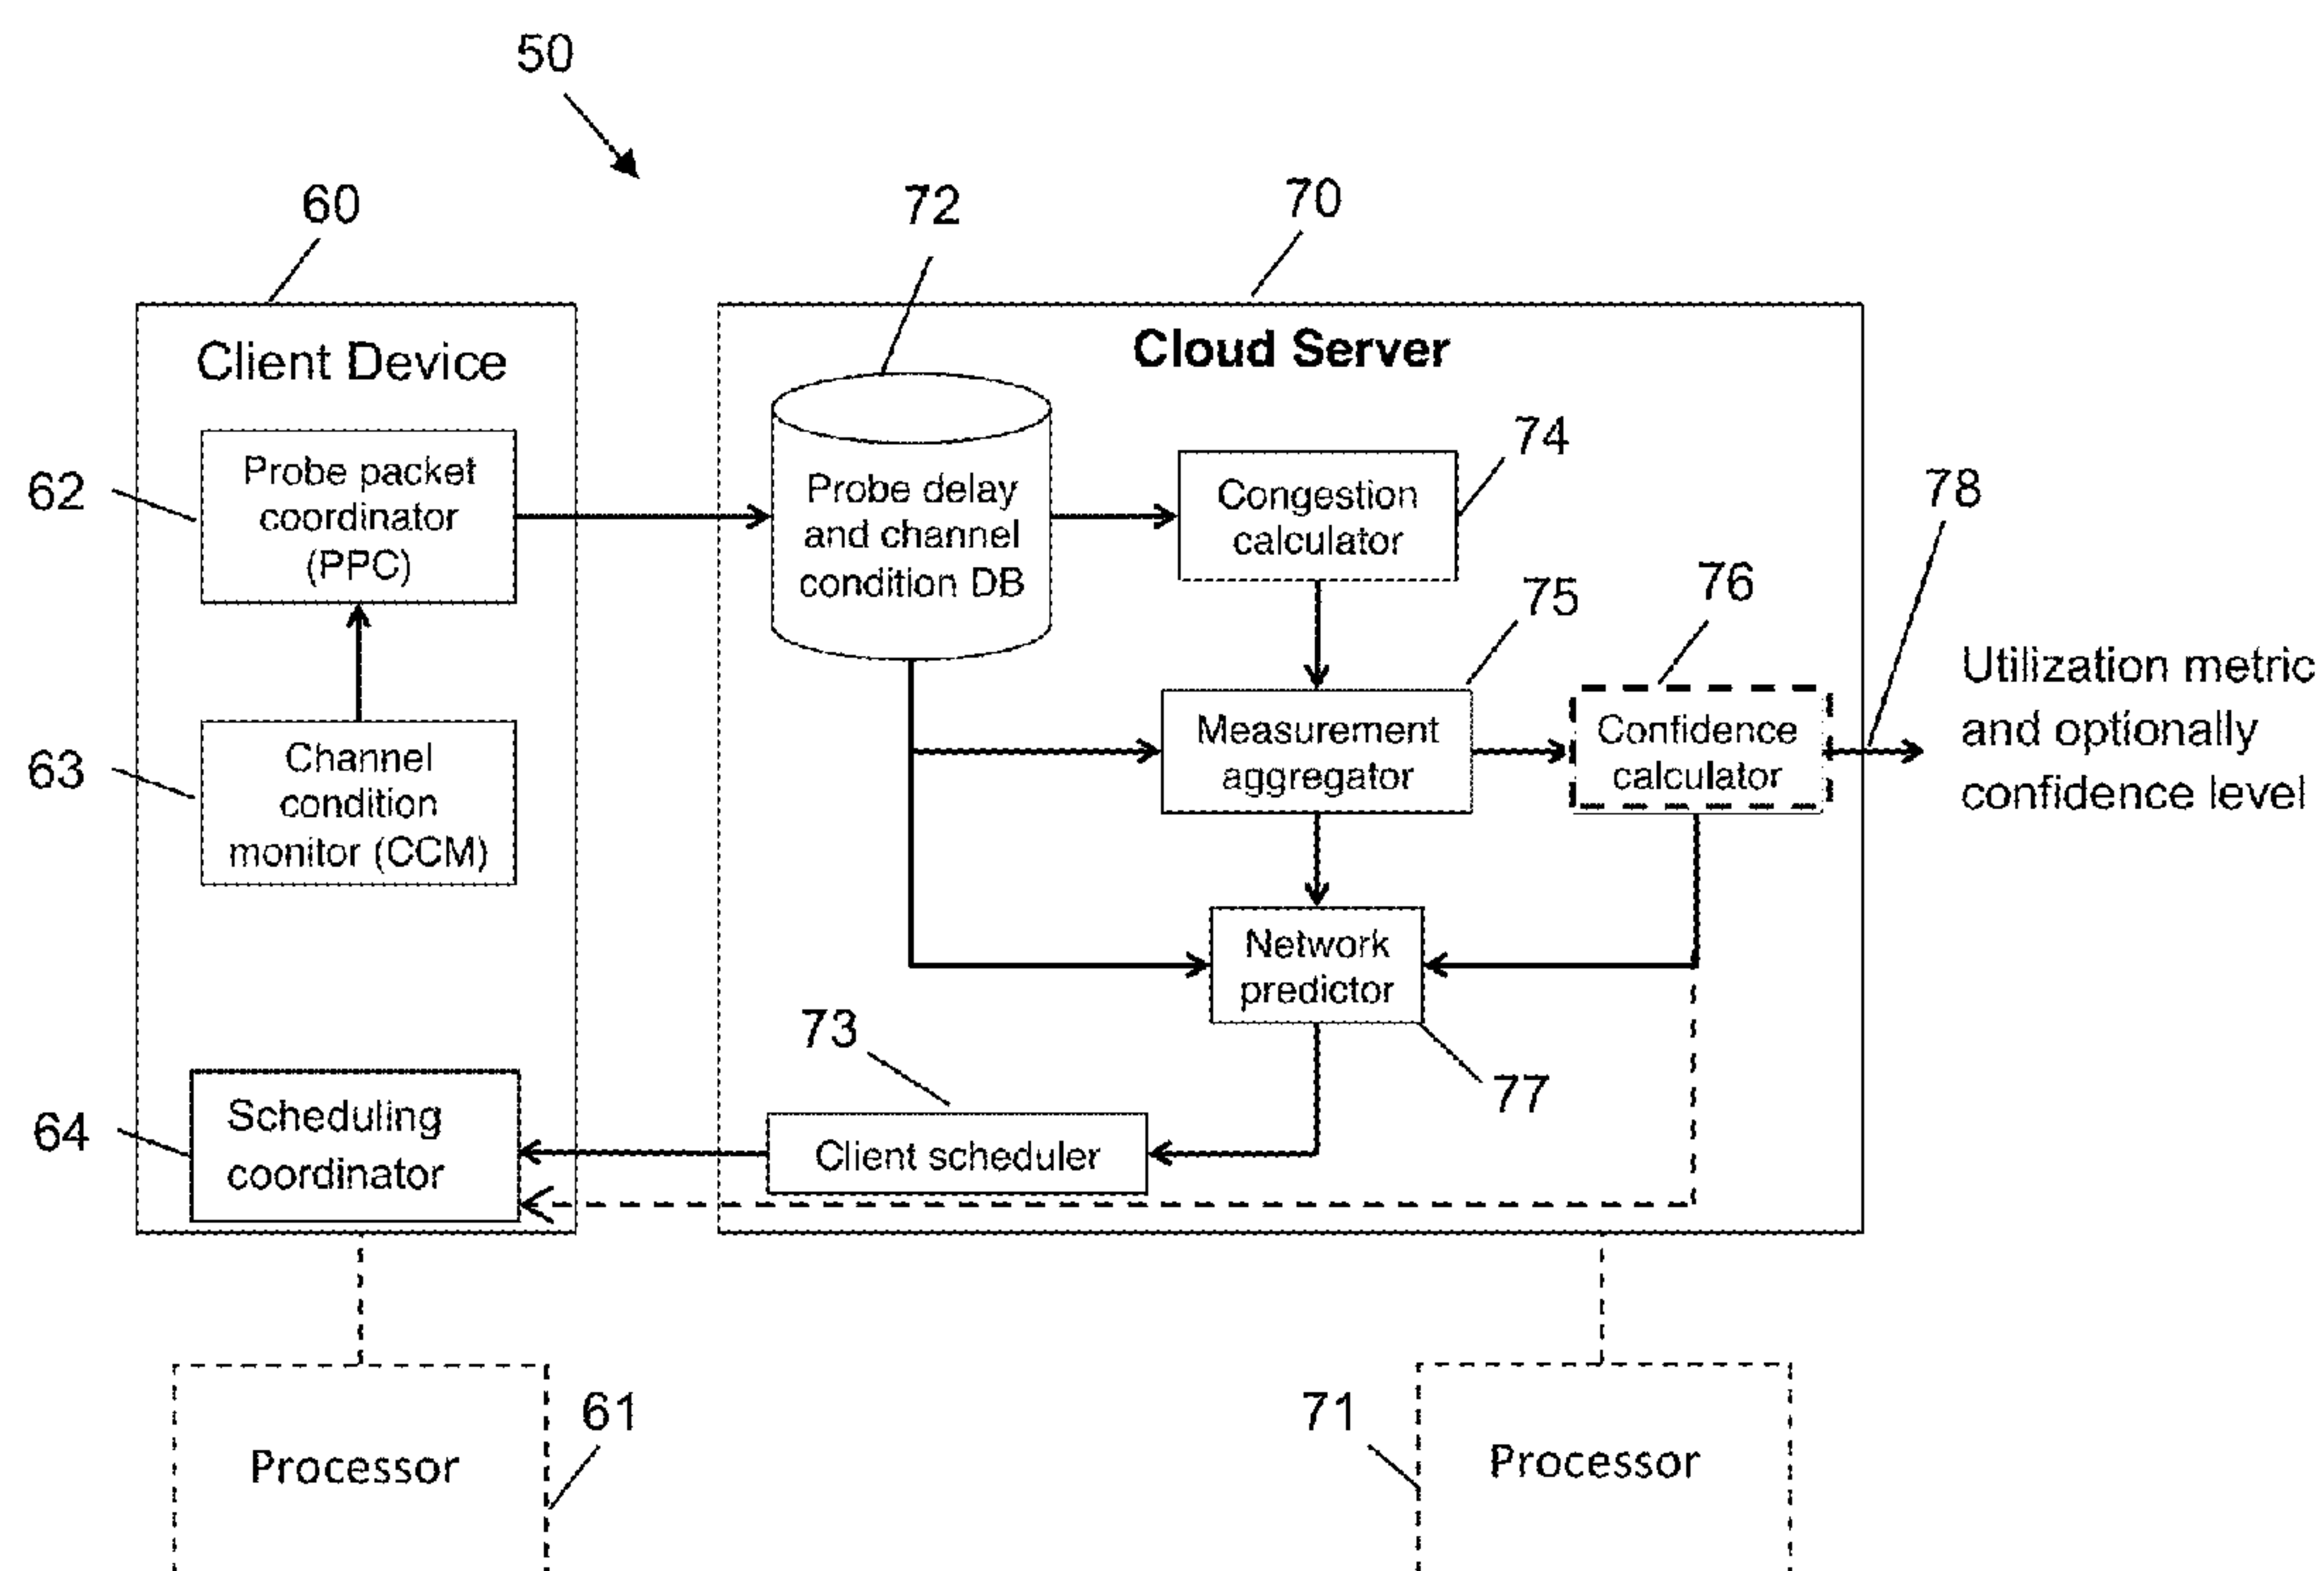 50
60
72
70
Client Device
Cloud Server
62
Probe packet
coordinator
(PPC)
Probe delay
and channel
condition DB
Congestion
calculator
74
78
63
Channel
condition
monitor (CCM)
75
76
Measurement
aggregator
Confidence
calculator
Utilization metric
and optionally
confidence level
Network
predictor
77
73
64
Scheduling
coordinator
Client scheduler
Processor
61
71
Processor